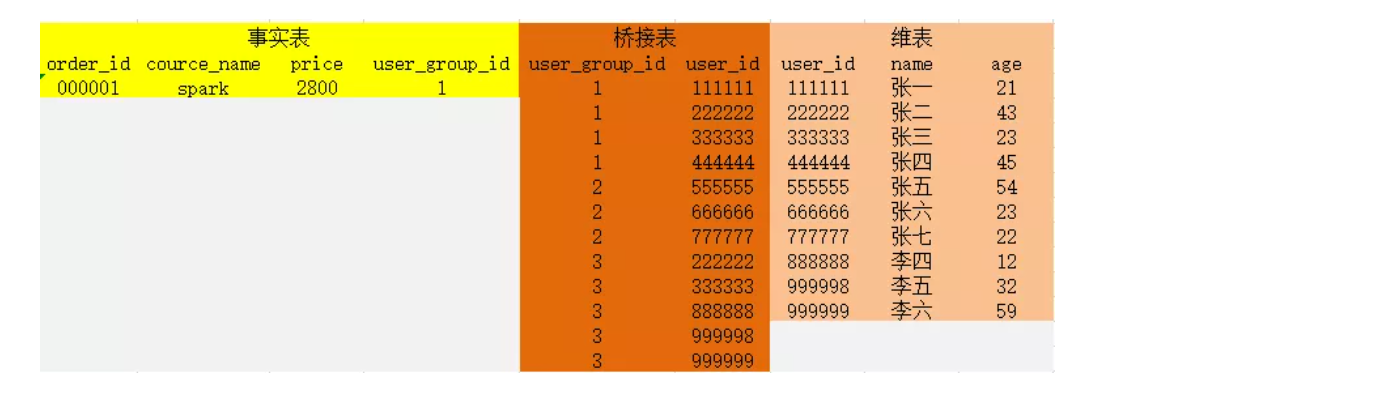 事实表 桥接表 维表
order_id cource_name price user_group_id user_group_id user_id user_id name age
000001 spark 2800 1 1 111111 111111 张一 21
1 222222 222222 张二 43
1 333333 333333 张三 23
1 444444 444444 张四 45
2 555555 555555 张五 54
2 666666 666666 张六 23
2 777777 777777 张七 22
3 222222 888888 李四 12
3 333333 999998 李五 32
3 888888 999999 李六 59
3 999998
3 999999